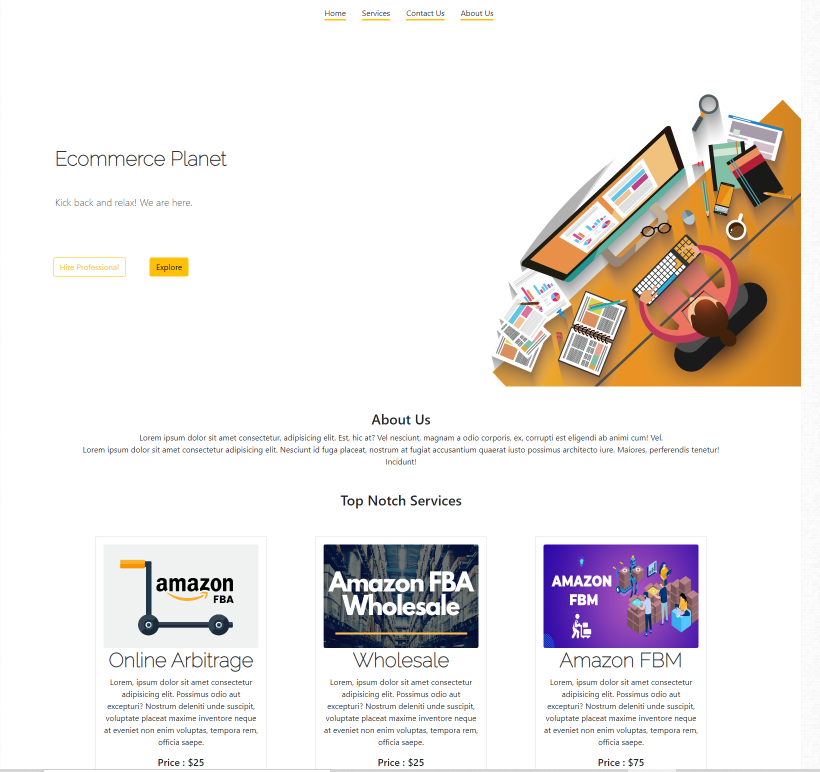 Home Services Contact Us About Us
Ecommerce Planet
Kick back and relax! We are here.
Hire Professional Explore
About Us
Lorem ipsum dolor sit amet consectetur, adipisicing elit. Est, hic at? Vel nesciunt, magnam a odio corporis, ex, corrupti est eligendi ab animi cum! Vel.
Lorem ipsum dolor sit amet consectetur adipisicing elit. Nesciunt id fuga placeat, nostrum at fugiat accusantium quaerat iusto possimus architecto iure. Maiores, perferendis tenetur!
Incidunt!
Top Notch Services
amazon
FBA
Online Arbitrage
Lorem, ipsum dolor sit amet consectetur
adipisicing elit. Possimus odio aut
excepturi? Nostrum deleniti unde suscipit,
voluptate placeat maxime inventore neque
at eveniet non enim voluptas, tempora rem,
officia saepe.
Price : $25
Amazon FBA
Wholesale
Wholesale
Lorem, ipsum dolor sit amet consectetur
adipisicing elit. Possimus odio aut
excepturi? Nostrum deleniti unde suscipit,
voluptate placeat maxime inventore neque
at eveniet non enim voluptas, tempora rem,
officia saepe.
Price : $25
AMAZON
FBM
Amazon FBM
Lorem, ipsum dolor sit amet consectetur
adipisicing elit. Possimus odio aut
excepturi? Nostrum deleniti unde suscipit,
voluptate placeat maxime inventore neque
at eveniet non enim voluptas, tempora rem,
officia saepe.
Price : $75